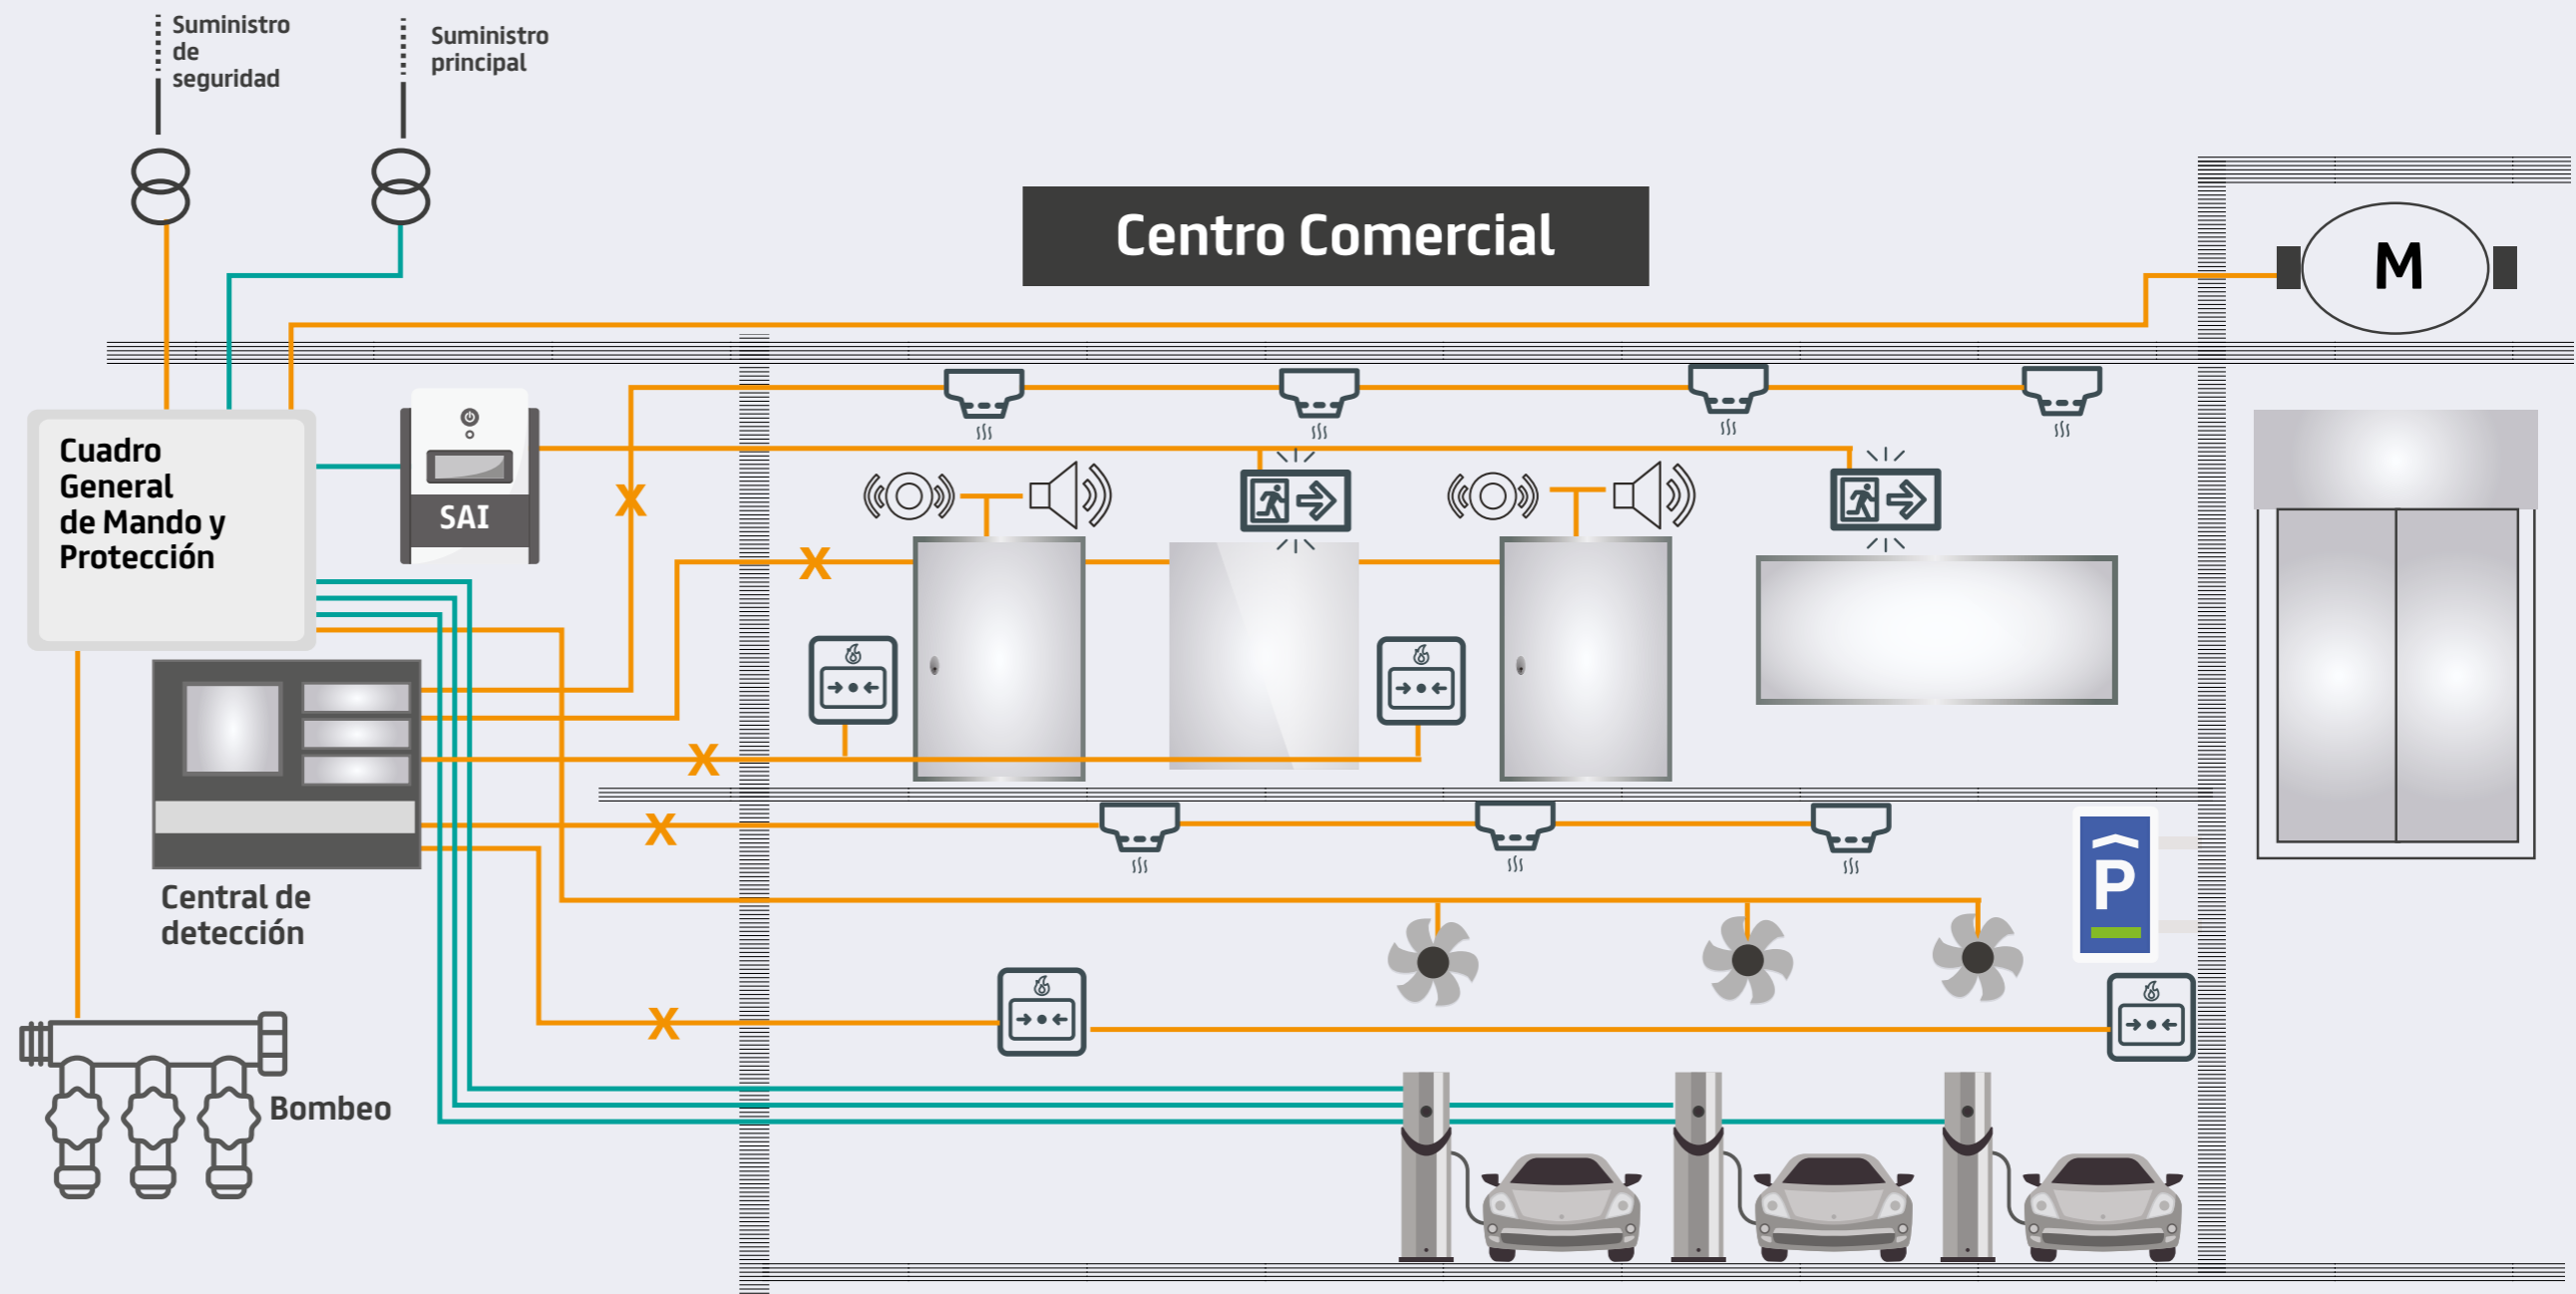 Suministro
de
seguridad
Suministro
principal
Centro Comercial
M
Cuadro
General
de Mando y
Protección
SAI
X
X
X
X
X
Central de
detección
P
Bombeo